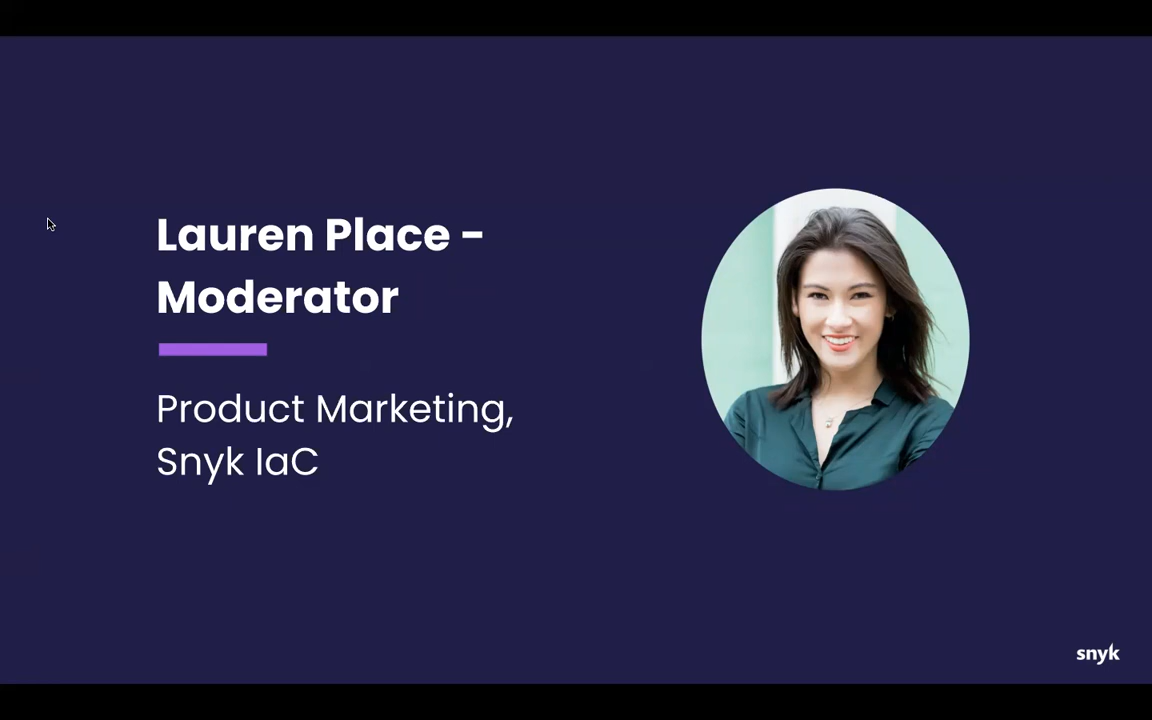 Lauren Place -
Moderator
Product Marketing,
Snyk IaC
snyk